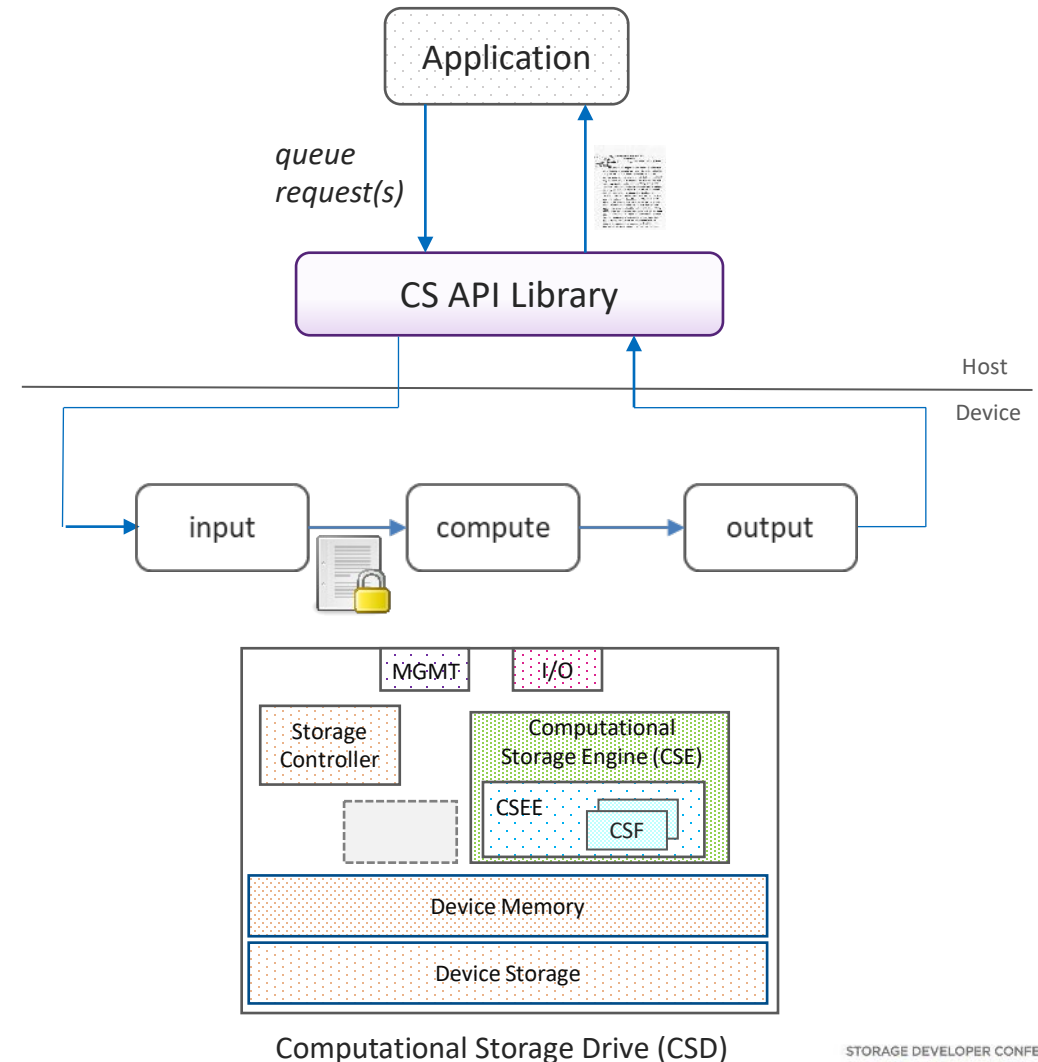 Application
queue
request(s)
CS API Library
Host
Device
input
compute
output
MGMT
I/O
Storage
Controller
Computational
Storage Engine (CSE)
CSEE
CSF
Device Memory
Device Storage
Computational Storage Drive (CSD)
STORAGE DEVELOPER